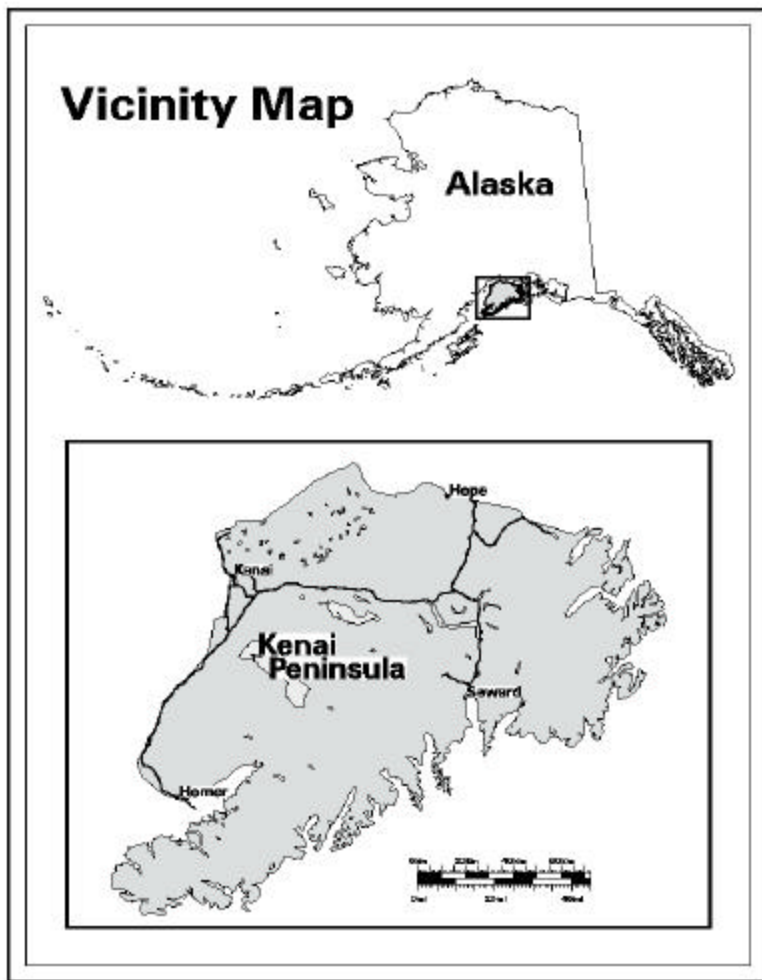 Vicinity Map
Alaska
Hope
Kenai
Kenai
Peninsula
Seward
Homer